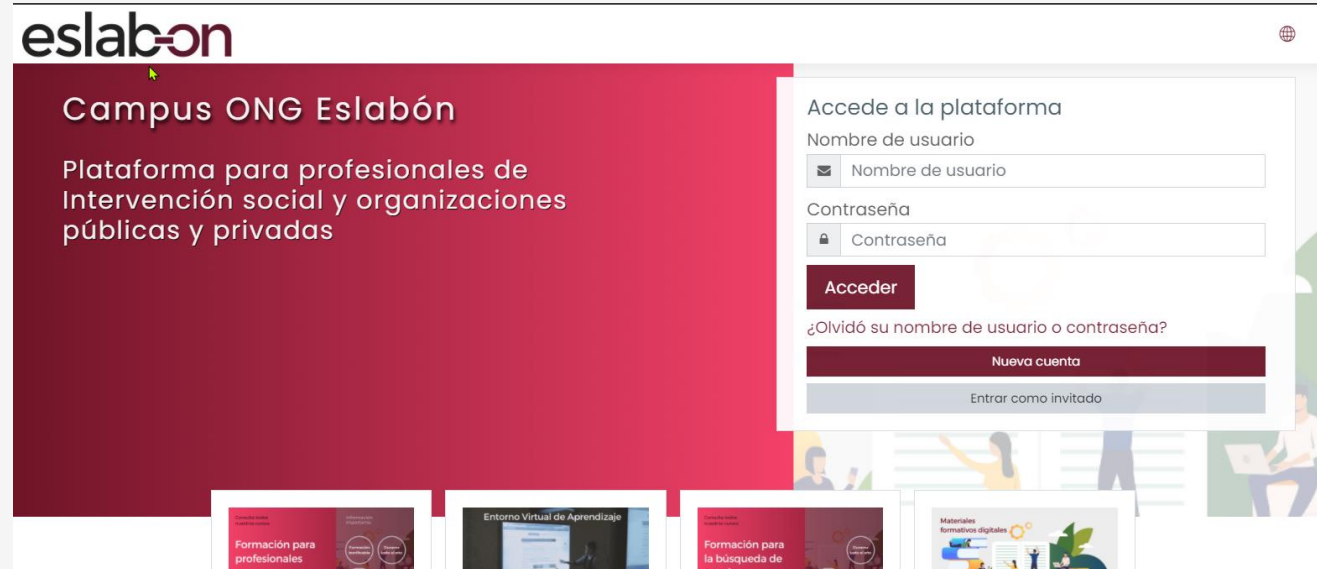 eslabon
Campus ONG Eslabón
Plataforma para profesionales de
Intervención social y organizaciones
públicas y privadas
Accede a la plataforma
Nombre de usuario
Nombre de usuario
Contraseña
Contraseña
Acceder
¿Olvidó su nombre de usuario o contraseña?
Nueva cuenta
Entrar como invitado
Formación para
profesionales
Entorno Virtual de Aprendizaje
Formación para
la búsqueda de
Materiales
formativos digitales